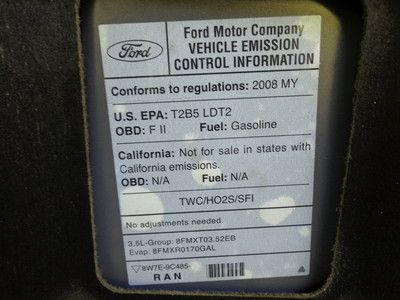 Ford
Ford Motor Company
VEHICLE EMISSION
CONTROL INFORMATION
Conforms to regulations: 2008 MY
U.S. EPA: T2B5 LDT2
OBD: F II Fuel: Gasoline
California: Not for sale in states with
California emissions.
OBD: N/A Fuel: N/A
TWC/HO2S/SFI
No adjustments needed.
3.5L-Group: 8FMXT03.52EB
Evap: 8FMXR0170GAL
8W7E-9C485-
RAN